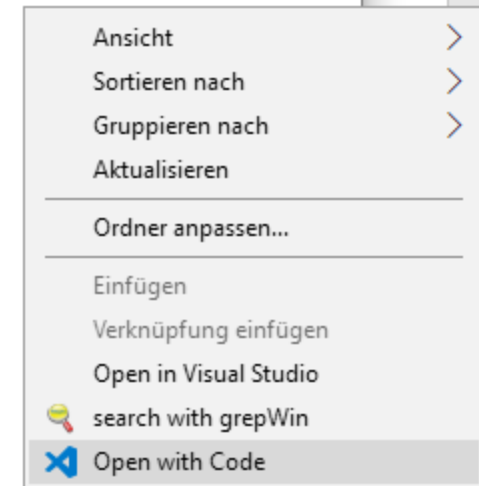 Ansicht
Sortieren nach
Gruppieren nach
Aktualisieren
Ordner anpassen...
Einfügen
Verknüpfung einfügen
Open in Visual Studio
search with grepWin
Open with Code